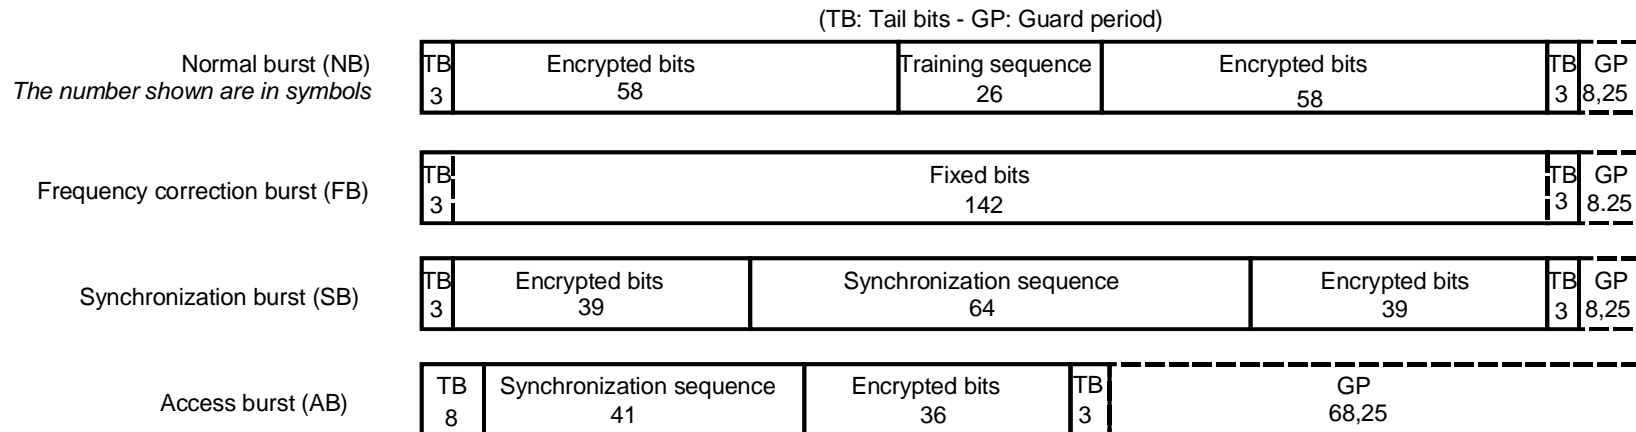 (TB: Tail bits - GP: Guard period)
Normal burst (NB)
The number shown are in symbols
TB Encrypted bits Training sequence Encrypted bits TB GP
3 58 26 58 3 8,25
Frequency correction burst (FB)
TB Fixed bits TB GP
3 142 3 8.25
Synchronization burst (SB)
TB Encrypted bits Synchronization sequence Encrypted bits TB GP
3 39 64 39 3 8,25
Access burst (AB)
TB Synchronization sequence Encrypted bits TB GP
8 41 36 3 68,25